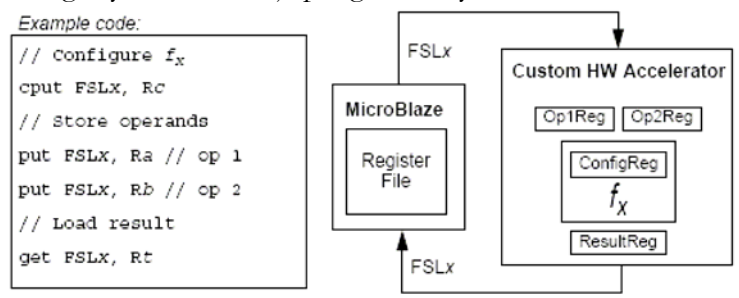 Example code:
// Configure fx
cput FSLx, Rc
// Store operands
put FSLx, Ra // op 1
put FSLx, Rb // op 2
// Load result
get FSLx, Rt
FSLx
MicroBlaze
Register
File
FSLx
Custom HW Accelerator
Op1Reg Op2Reg
ConfigReg
fx
ResultReg